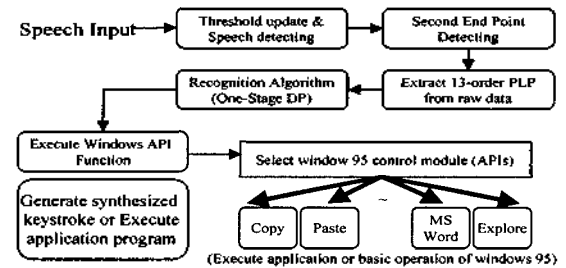 Speech Input
Threshold update &
Speech detecting
Second End Point
Detecting
Recognition Algorithm
(One-Stage DP)
Extract 13-order PLP
from raw data
Execute Windows API
Function
Select window 95 control module (APIs)
Generate synthesized
keystroke or Execute
application program
Copy
Paste
~
MS
Word
Explore
(Execute application or basic operation of windows 95)